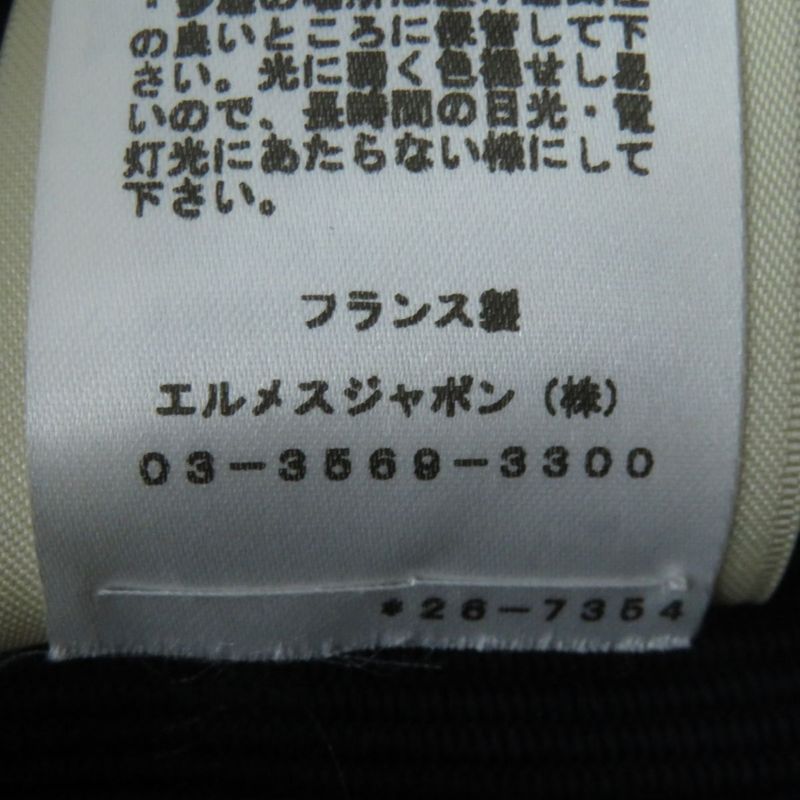 の良いところに保管して下
さい。光に弱く色褪せし易
いので、長時間の日光・電
灯光にあたらない様にして
下さい。
フランス製
エルメスジャポン（株）
03-3569-3300
*26-7354